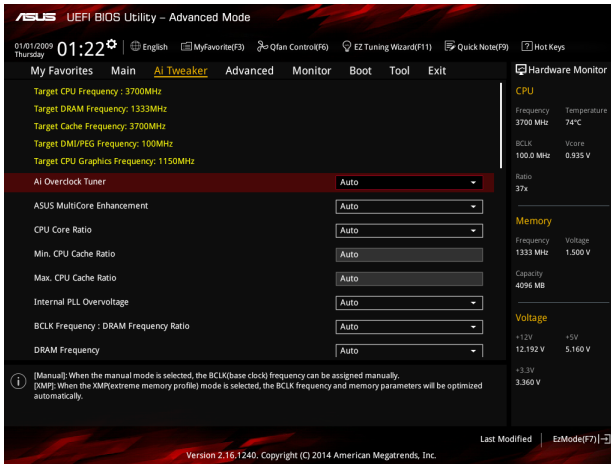 ASUS UEFI BIOS Utility – Advanced Mode
01/01/2009 Thursday 01:22 English MyFavorite(F3) Qfan Control(F6) EZ Tuning Wizard(F11) Quick Note(F9) ? Hot Keys
My Favorites Main Ai Tweaker Advanced Monitor Boot Tool Exit
Target CPU Frequency : 3700MHz
Target DRAM Frequency: 1333MHz
Target Cache Frequency: 3700MHz
Target DMI/PEG Frequency: 100MHz
Target CPU Graphics Frequency: 1150MHz
Ai Overclock Tuner Auto
ASUS MultiCore Enhancement Auto
CPU Core Ratio Auto
Min. CPU Cache Ratio Auto
Max. CPU Cache Ratio Auto
Internal PLL Overvoltage Auto
BCLK Frequency : DRAM Frequency Ratio Auto
DRAM Frequency Auto
[Manual]: When the manual mode is selected, the BCLK(base clock) frequency can be assigned manually.
[XMP]: When the XMP(extreme memory profile) mode is selected, the BCLK frequency and memory parameters will be optimized
automatically.
Hardware Monitor
CPU
Frequency Temperature
3700 MHz 74°C
BCLK Vcore
100.0 MHz 0.935 V
Ratio
37x
Memory
Frequency Voltage
1333 MHz 1.500 V
Capacity
4096 MB
Voltage
+12V +5V
12.192 V 5.160 V
+3.3V
3.360 V
Last Modified EzMode(F7)
Version 2.16.1240. Copyright (C) 2014 American Megatrends, Inc.